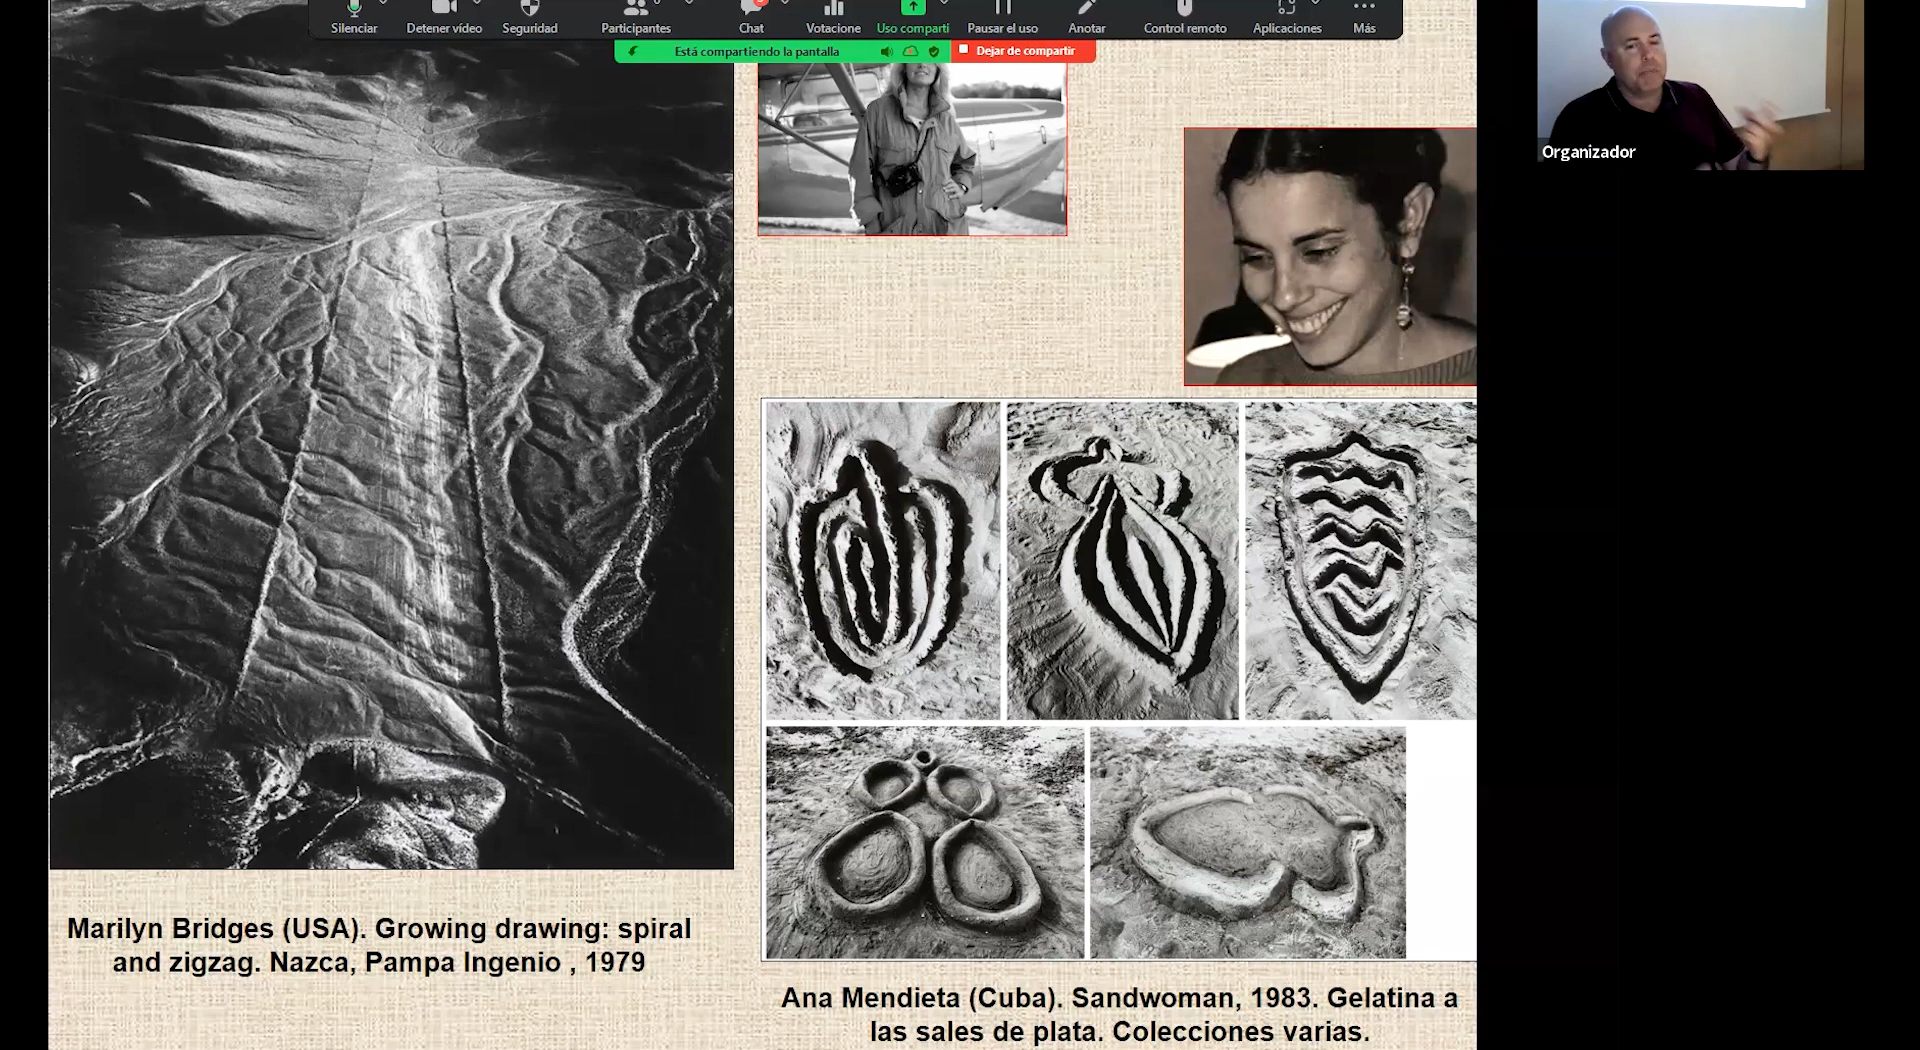 Silenciar
Detener vídeo
Seguridad
Participantes
Chat
Votacione
Uso comparti
Pausar el uso
Anotar
Control remoto
Aplicaciones
Más
Está compartiendo la pantalla
Dejar de compartir
Organizador
Marilyn Bridges (USA). Growing drawing: spiral
and zigzag. Nazca, Pampa Ingenio , 1979
Ana Mendieta (Cuba). Sandwoman, 1983. Gelatina a
las sales de plata. Colecciones varias.